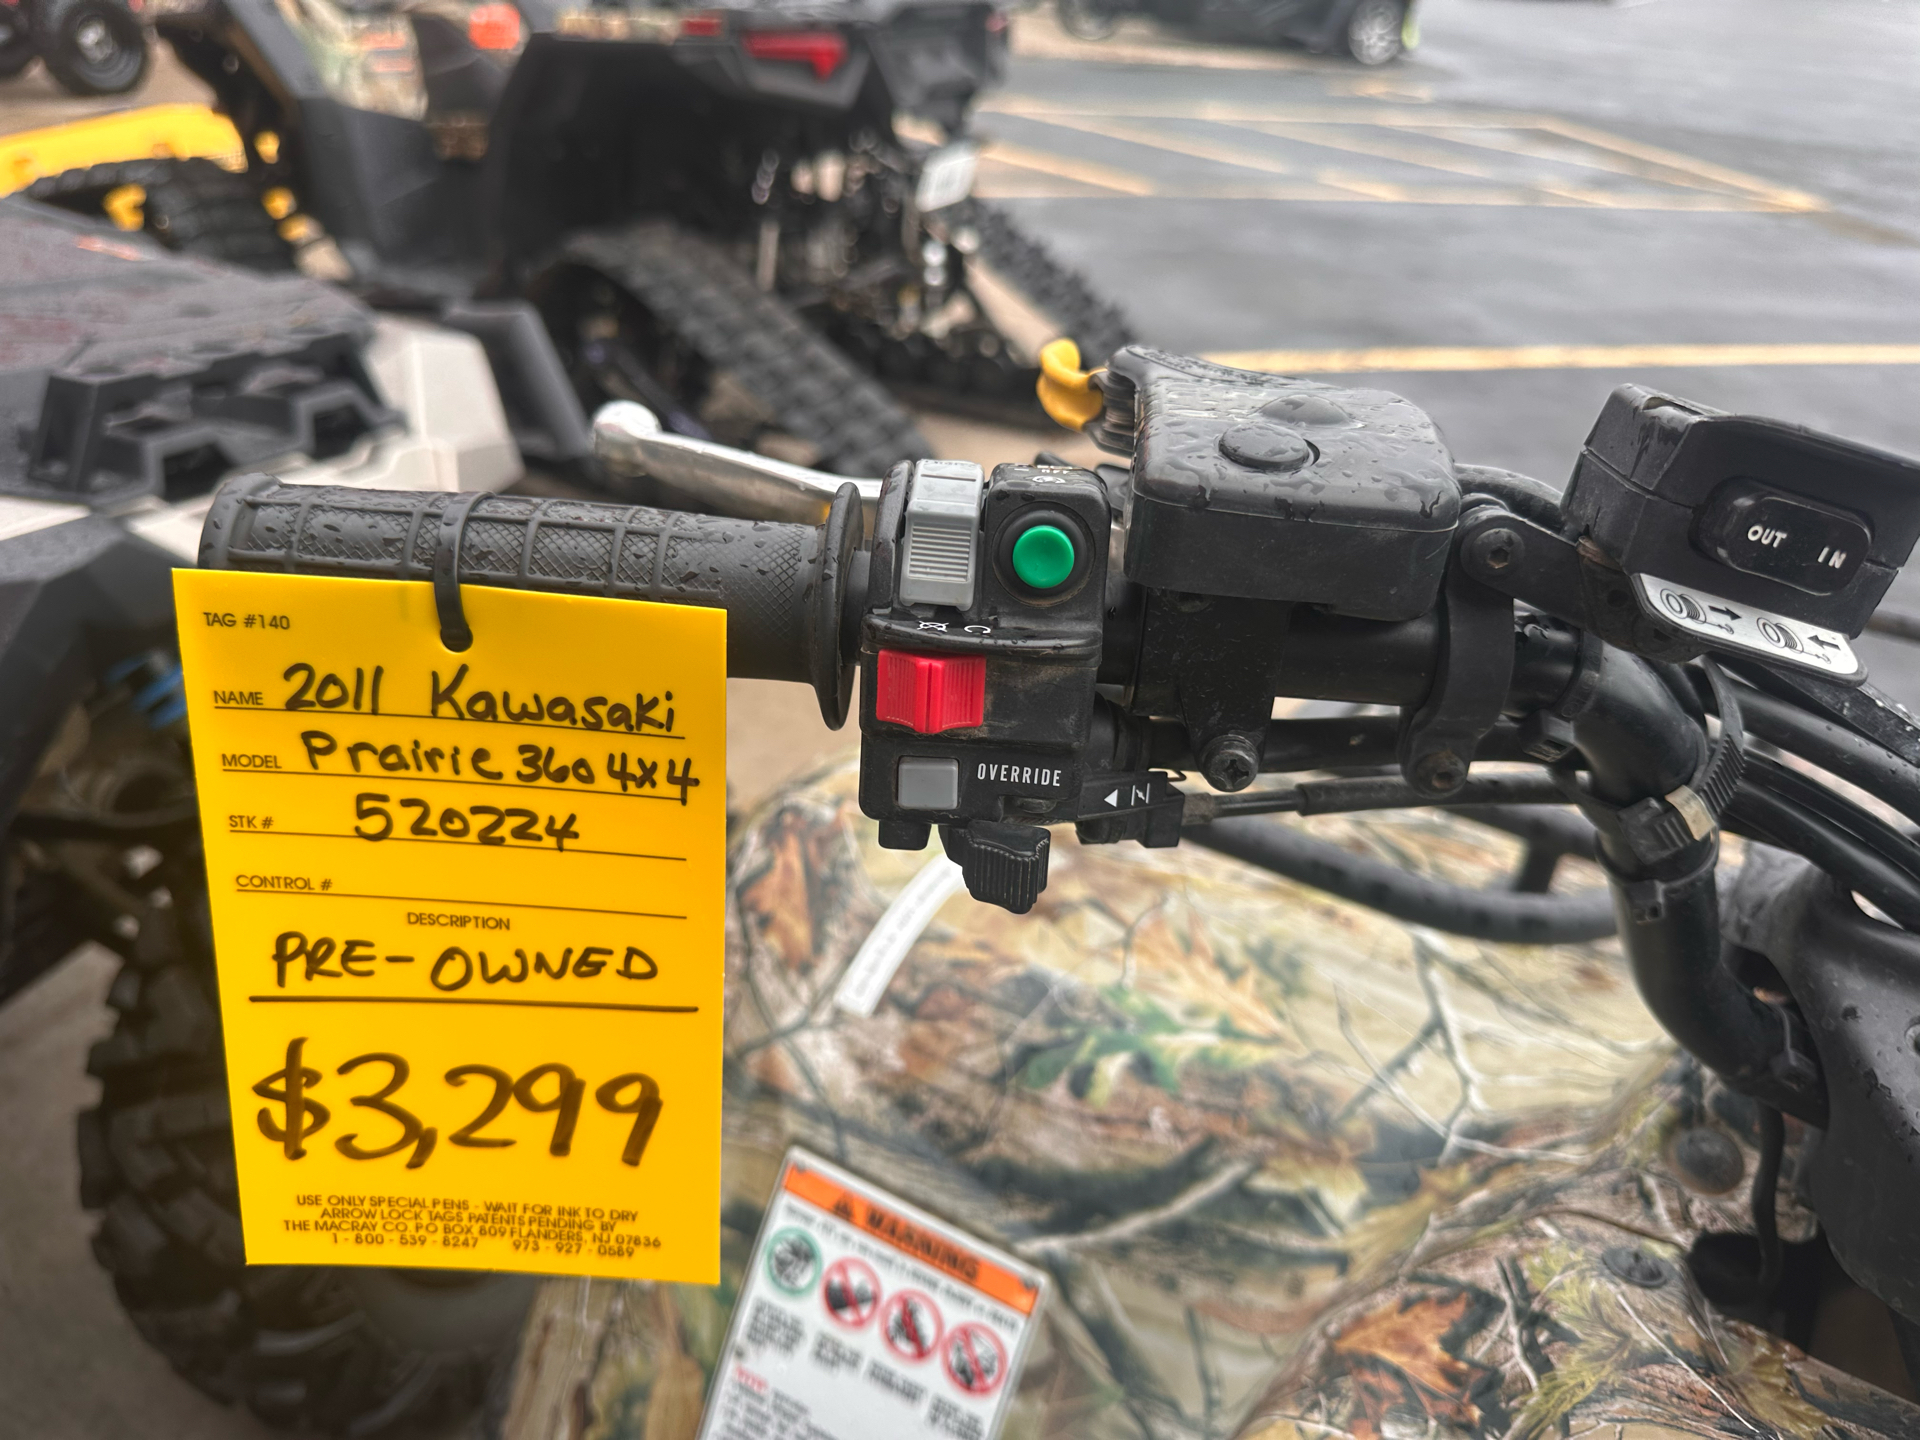 TAG #140
NAME 2011 Kawasaki
MODEL Prairie 360 4x4
STK # 520224
CONTROL #
DESCRIPTION
PRE-OWNED
$3,299
USE ONLY SPECIAL PENS - WAIT FOR INK TO DRY
ARROW LOCK TAGS PATENTS PENDING BY
THE MACRAY CO. PO BOX 809 FLANDERS, NJ 07836
1 - 800 - 539 - 8247 973 - 927 - 0589
OVERRIDE
OUT IN
WARNING